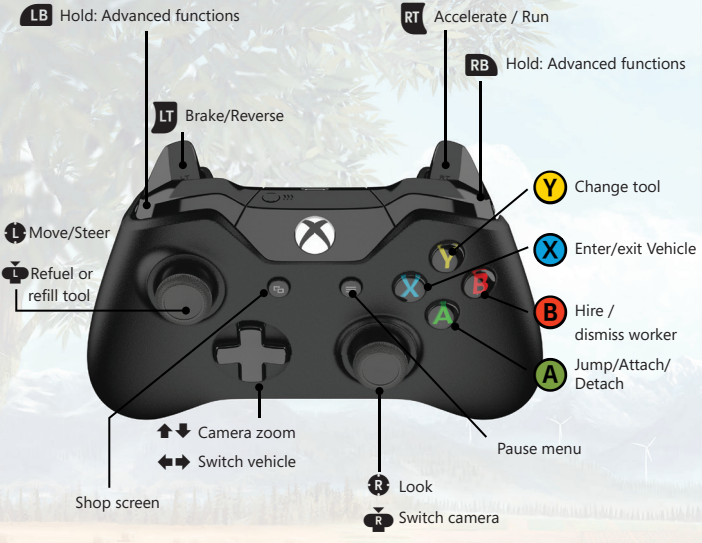 LB Hold: Advanced functions
RT Accelerate / Run
RB Hold: Advanced functions
LT Brake/Reverse
LT
RT
Y Change tool
L Move/Steer
X Enter/exit Vehicle
L Refuel or
refill tool
Y
X
B
A
B Hire /
dismiss worker
A Jump/Attach/
Detach
Camera zoom
Switch vehicle
Pause menu
Shop screen
R Look
R Switch camera